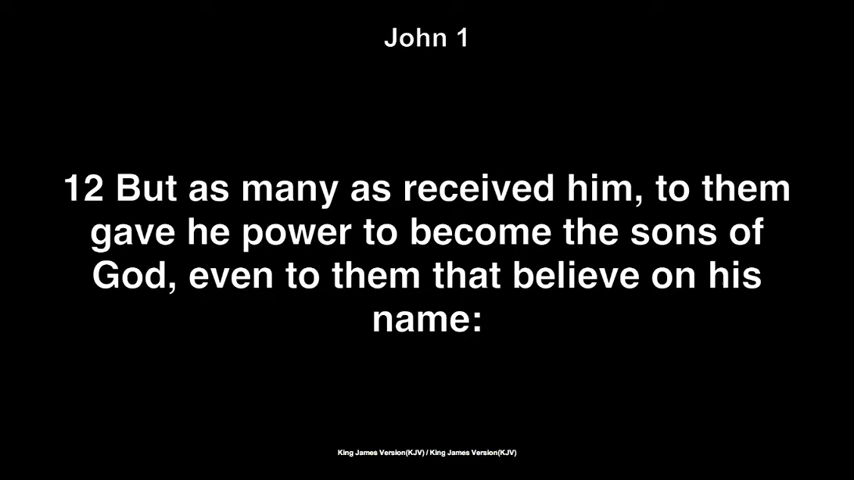 John 1
12 But as many as received him, to them
gave he power to become the sons of
God, even to them that believe on his
name:
King James Version(KJV) / King James Version(KJV)